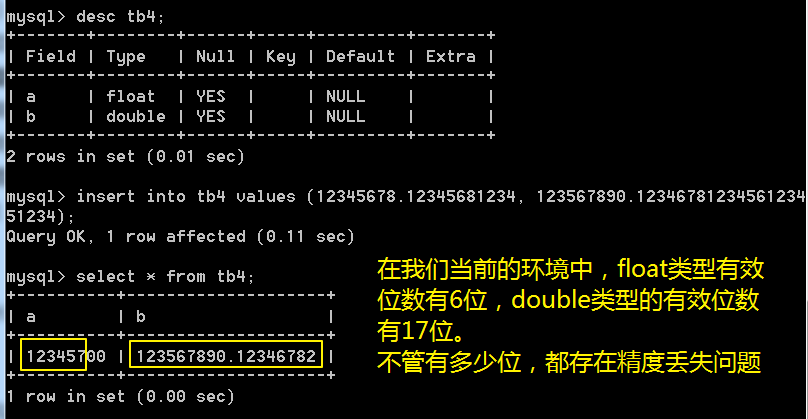 mysql> desc tb4;
+-------+--------+------+-----+---------+-------+
| Field | Type   | Null | Key | Default | Extra |
+-------+--------+------+-----+---------+-------+
| a     | float  | YES  |     | NULL    |       |
| b     | double | YES  |     | NULL    |       |
+-------+--------+------+-----+---------+-------+
2 rows in set (0.01 sec)
mysql> insert into tb4 values (12345678.12345681234, 123567890.12346781234561234
51234);
Query OK, 1 row affected (0.11 sec)
mysql> select * from tb4;
+----------+--------------------+
| a        | b                  |
+----------+--------------------+
| 12345700 | 123567890.12346782 |
+----------+--------------------+
1 row in set (0.00 sec)
在我们当前的环境中，float类型有效
位数有6位，double类型的有效位数
有17位。
不管有多少位，都存在精度丢失问题